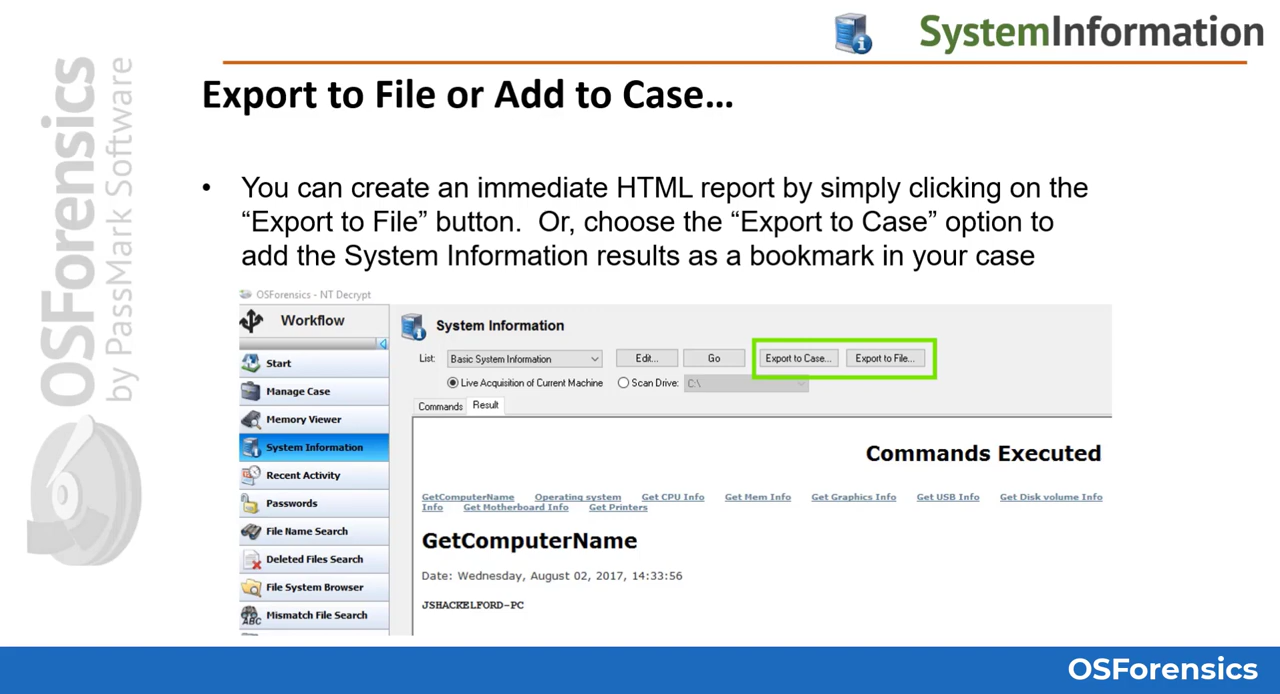 SystemInformation
OSForensics
by PassMark Software
Export to File or Add to Case...
• You can create an immediate HTML report by simply clicking on the
“Export to File” button.  Or, choose the “Export to Case” option to
add the System Information results as a bookmark in your case
OSForensics - NT Decrypt
Workflow
Start
Manage Case
Memory Viewer
System Information
Recent Activity
Passwords
File Name Search
Deleted Files Search
File System Browser
Mismatch File Search
System Information
List: Basic System Information Edit... Go Export to Case... Export to File...
Live Acquisition of Current Machine Scan Drive: C:\
Commands Result
Commands Executed
GetComputerName Operating system Get CPU Info Get Mem Info Get Graphics Info Get USB Info Get Disk volume Info
Info Get Motherboard Info Get Printers
GetComputerName
Date: Wednesday, August 02, 2017, 14:33:56
JSHACKELFORD-PC
OSForensics